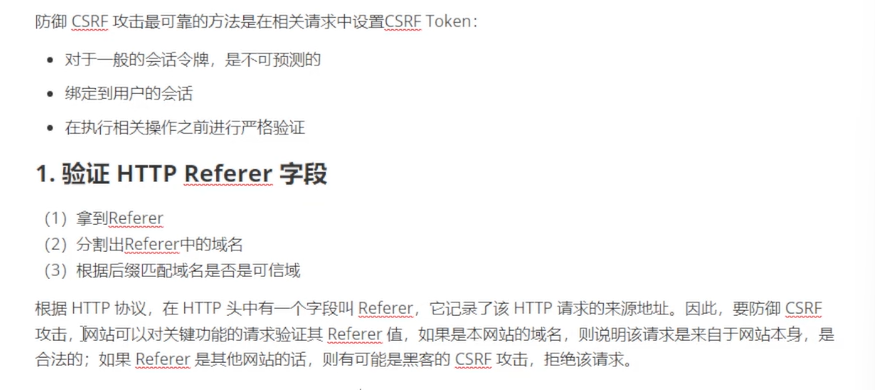 防御 CSRF 攻击最可靠的方法是在相关请求中设置CSRF Token：
• 对于一般的会话令牌，是不可预测的
• 绑定到用户的会话
• 在执行相关操作之前进行严格验证
1. 验证 HTTP Referer 字段
（1）拿到Referer
（2）分割出Referer中的域名
（3）根据后缀匹配域名是否是可信域
根据 HTTP 协议，在 HTTP 头中有一个字段叫 Referer，它记录了该 HTTP 请求的来源地址。因此，要防御 CSRF
攻击，网站可以对关键功能的请求验证其 Referer 值，如果是本网站的域名，则说明该请求是来自于网站本身，是
合法的；如果 Referer 是其他网站的话，则有可能是黑客的 CSRF 攻击，拒绝该请求。